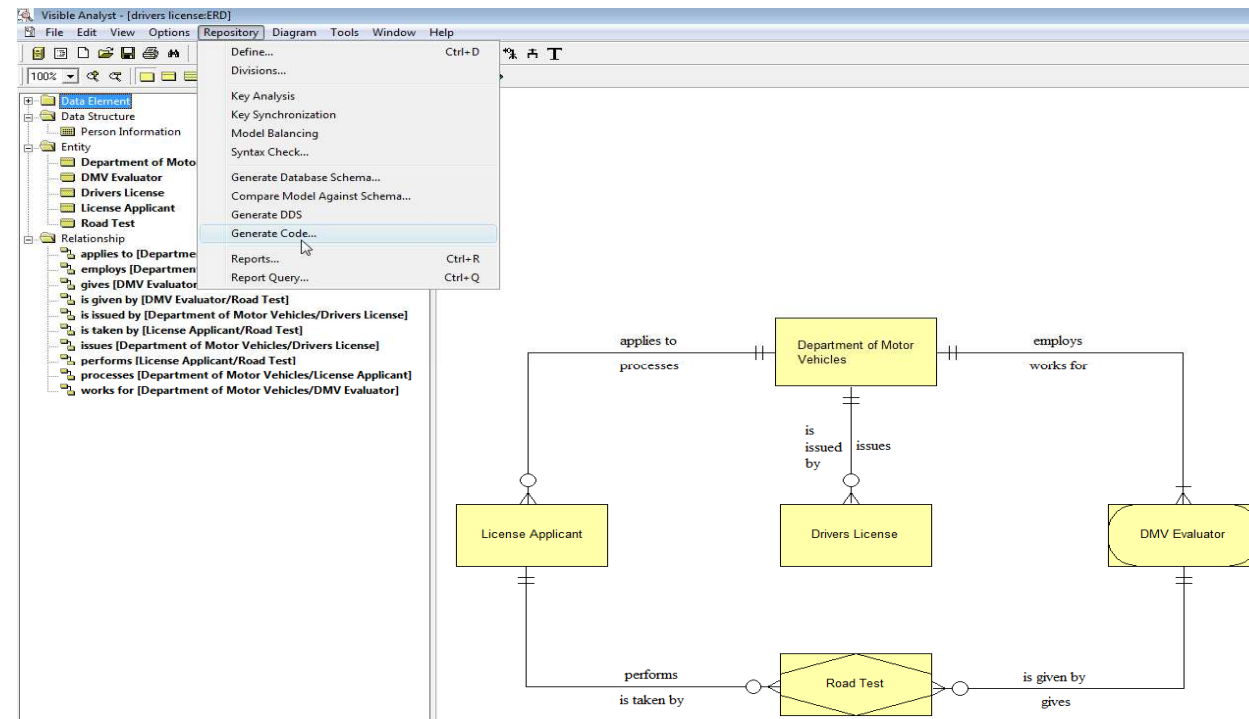 Visible Analyst - [drivers license:ERD]
File Edit View Options Repository Diagram Tools Window Help
100%
Define... Ctrl+D
Divisions...
Key Analysis
Key Synchronization
Model Balancing
Syntax Check...
Generate Database Schema...
Compare Model Against Schema...
Generate DDS
Generate Code...
Reports... Ctrl+R
Report Query... Ctrl+Q
Data Element
Data Structure
Person Information
Entity
Department of Moto
DMV Evaluator
Drivers License
License Applicant
Road Test
Relationship
applies to [Departme
employs [Departmen
gives [DMV Evaluator
is given by [DMV Evaluator/Road Test]
is issued by [Department of Motor Vehicles/Drivers License]
is taken by [License Applicant/Road Test]
issues [Department of Motor Vehicles/Drivers License]
performs [License Applicant/Road Test]
processes [Department of Motor Vehicles/License Applicant]
works for [Department of Motor Vehicles/DMV Evaluator]
applies to
processes
Department of Motor
Vehicles
employs
works for
is
issued
by
issues
License Applicant
Drivers License
DMV Evaluator
performs
is taken by
Road Test
is given by
gives